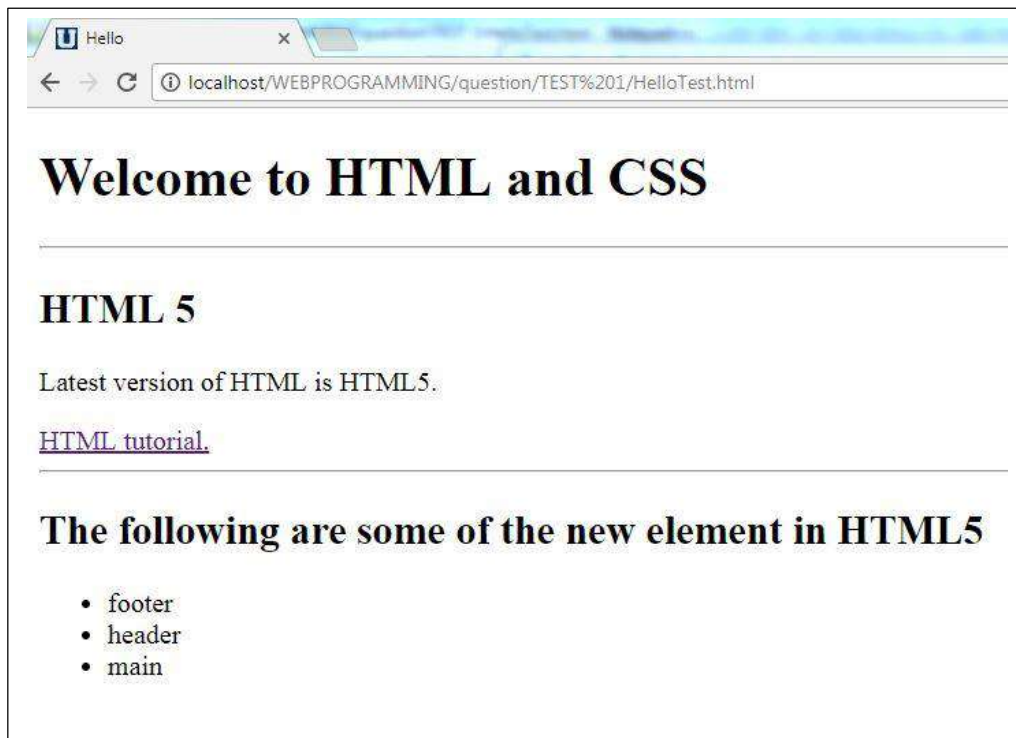 Hello
localhost/WEBPROGRAMMING/question/TEST%201/HelloTest.html
Welcome to HTML and CSS
HTML 5
Latest version of HTML is HTML5.
HTML tutorial.
The following are some of the new element in HTML5
• footer
• header
• main